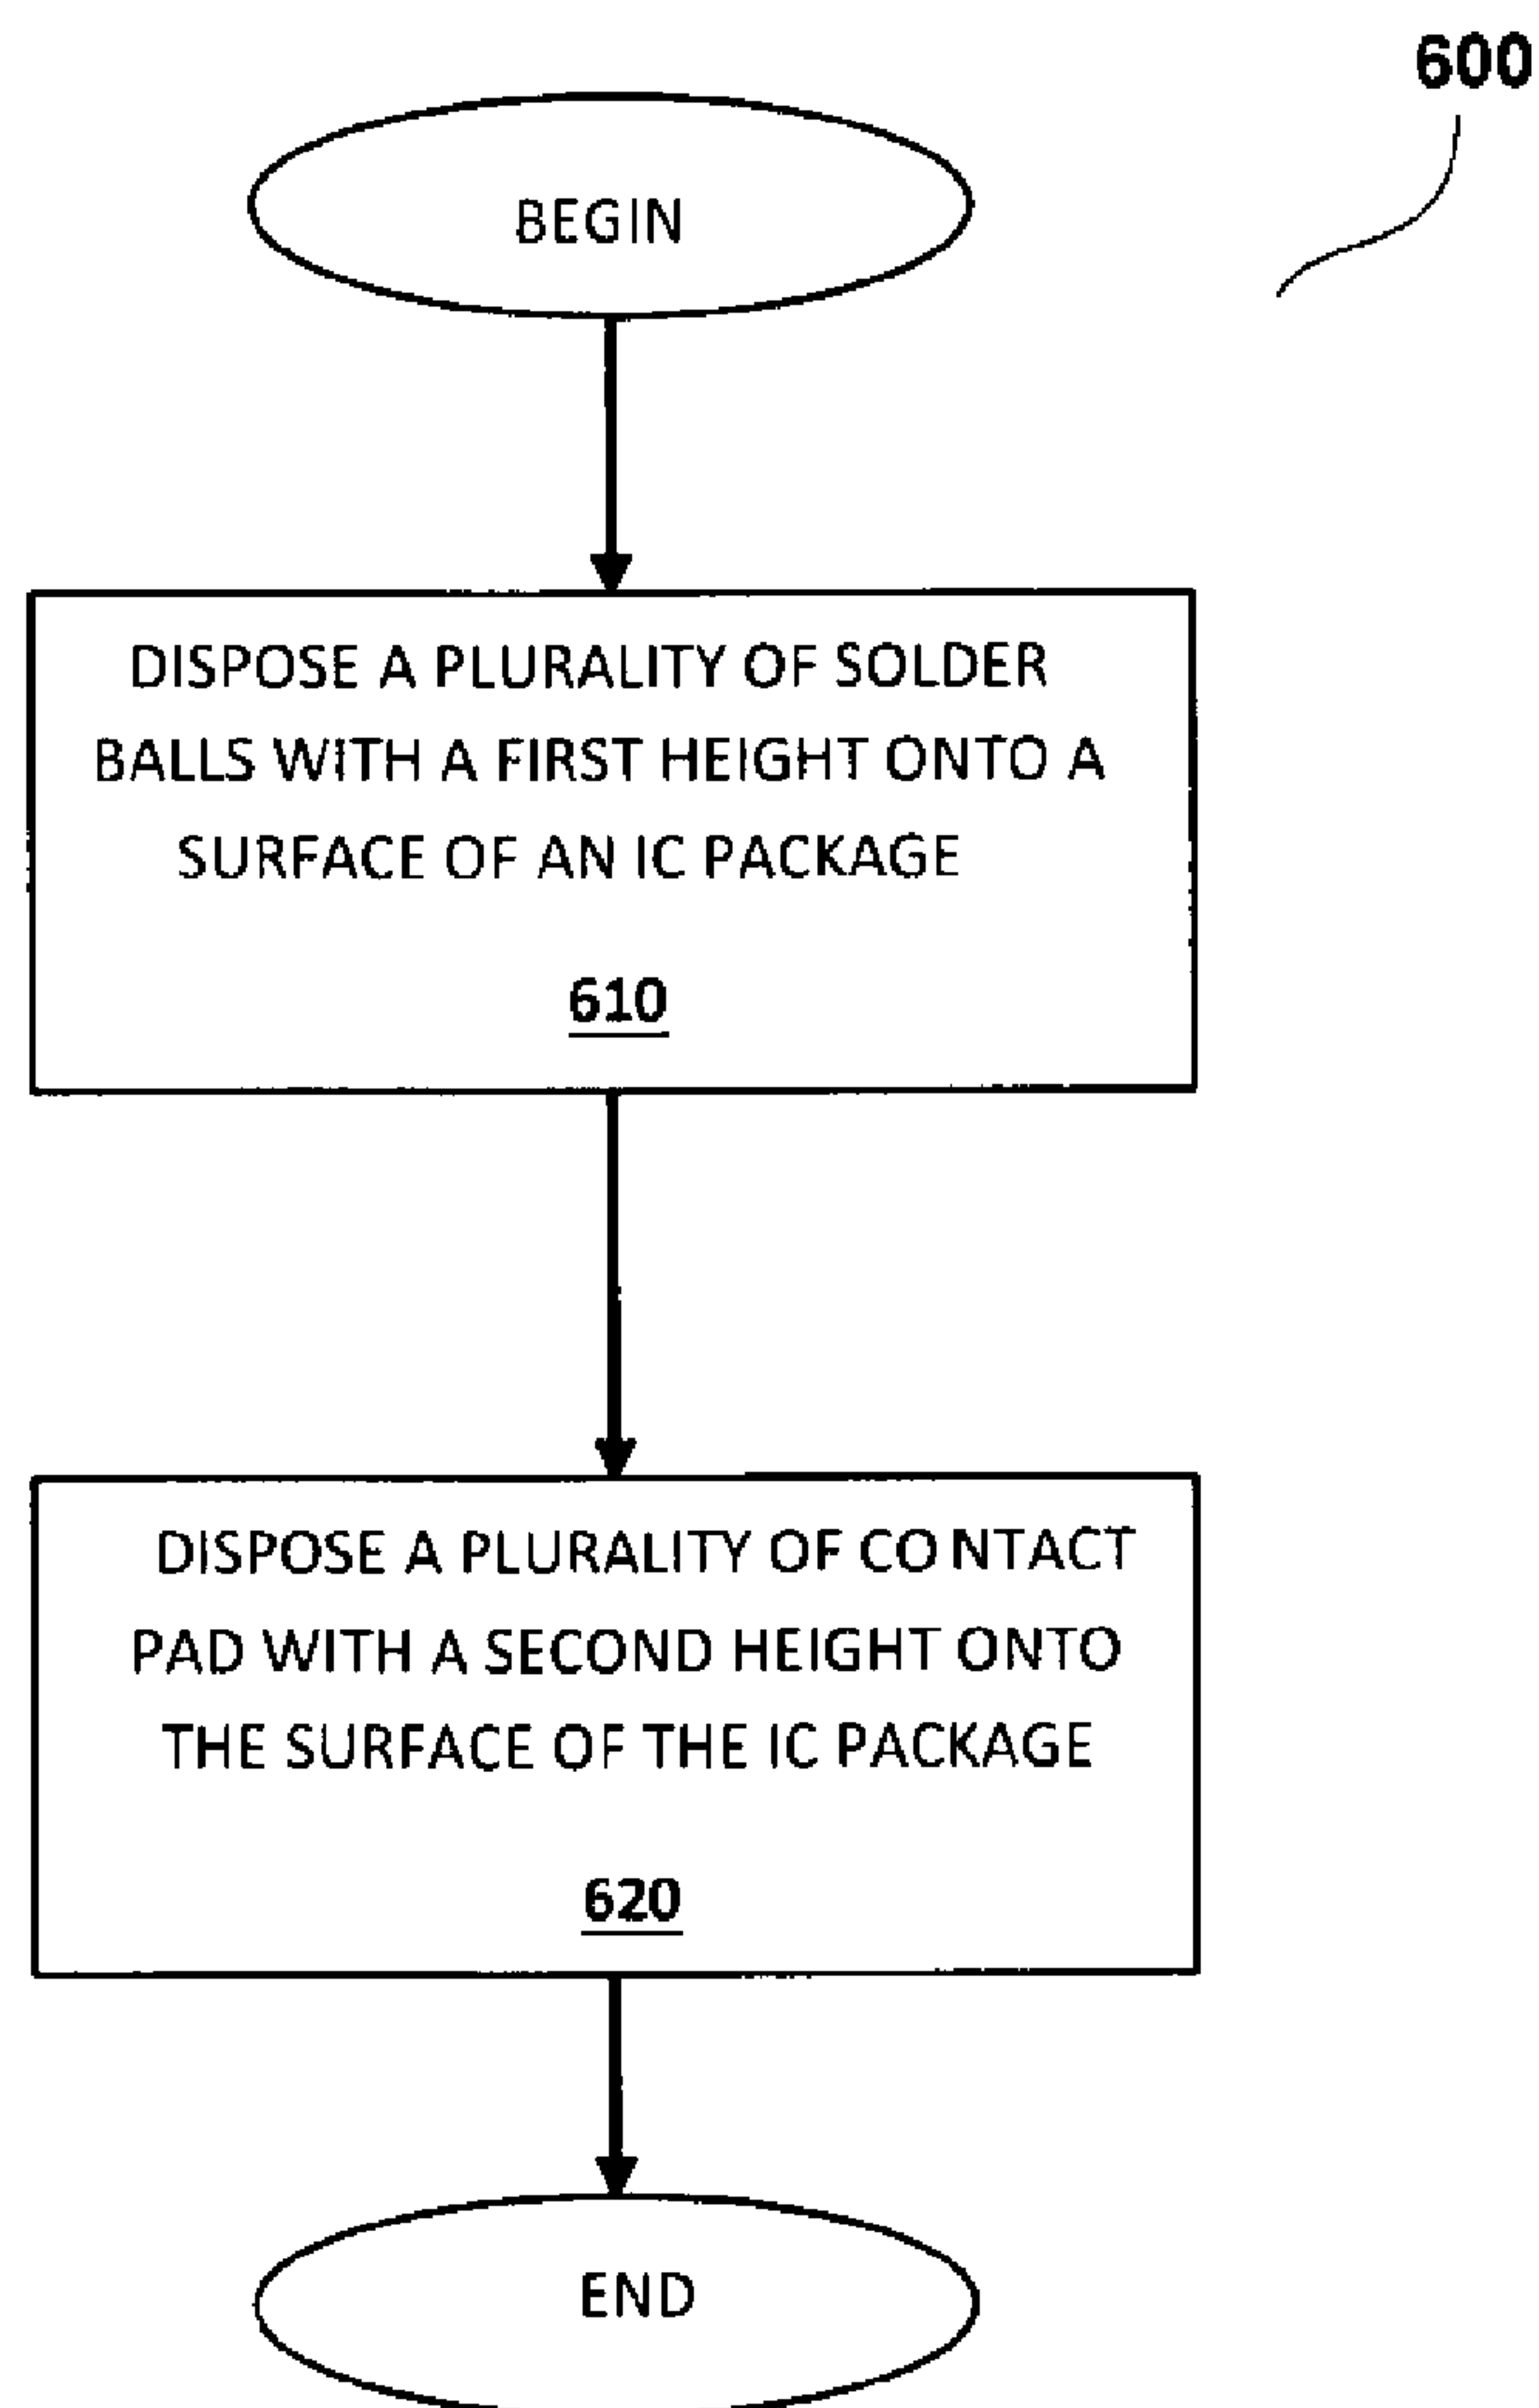 600
BEGIN
DISPOSE A PLURALITY OF SOLDER
BALLS WITH A FIRST HEIGHT ONTO A
SURFACE OF AN IC PACKAGE
610
DISPOSE A PLURALITY OF CONTACT
PAD WITH A SECOND HEIGHT ONTO
THE SURFACE OF THE IC PACKAGE
620
END